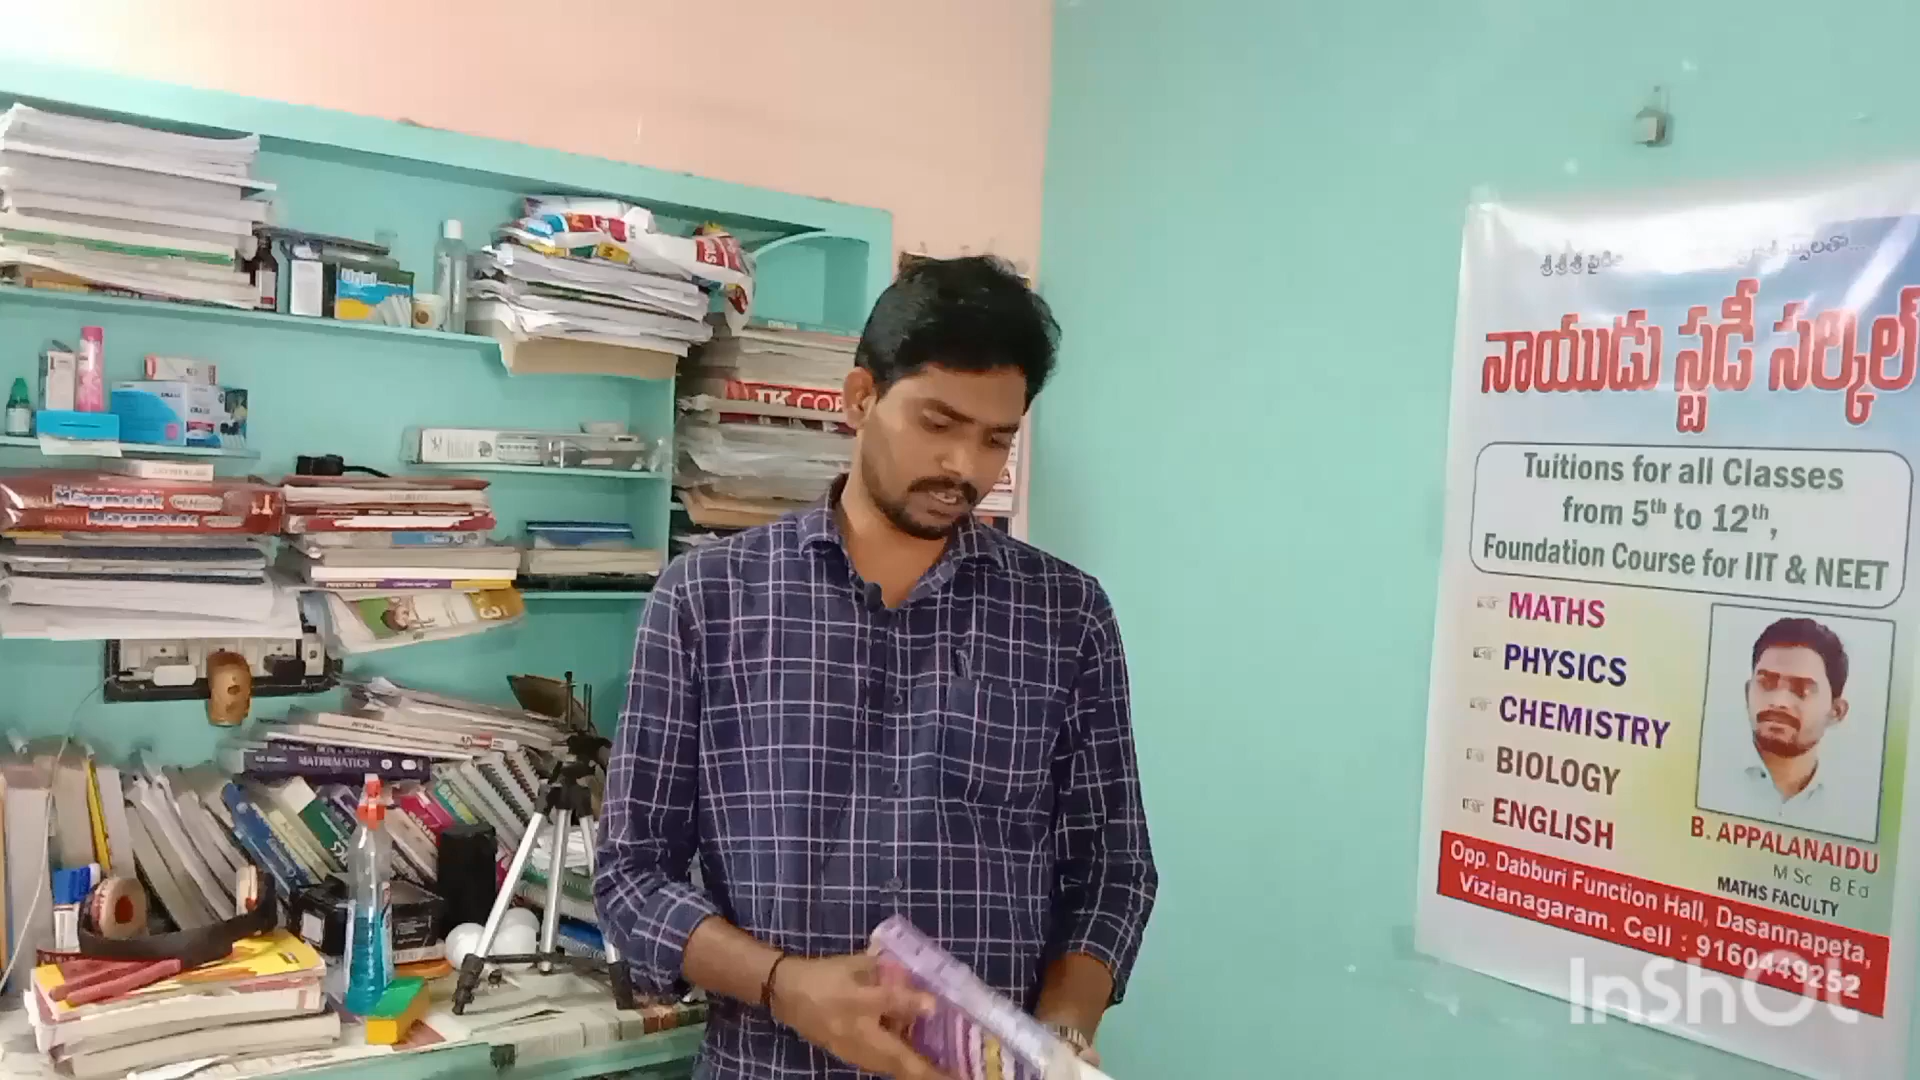 నాయుడు స్టడీ సర్కిల్
Tuitions for all Classes
from 5th to 12th,
Foundation Course for IIT & NEET
MATHS
PHYSICS
CHEMISTRY
BIOLOGY
ENGLISH
B. APPALANAIDU
M Sc B Ed
MATHS FACULTY
Opp. Dabburi Function Hall, Dasannapeta,
Vizianagaram. Cell : 9160449252
InShOt
MATHEMATICS